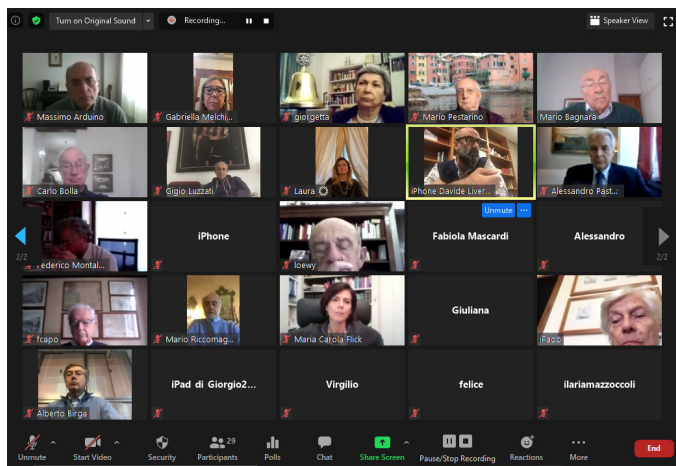 Turn on Original Sound
Recording...
Speaker View
Massimo Arduino
Gabriella Melchi...
giorgetta
Mario Pestarino
Mario Bagnara
Carlo Bolla
Gigio Luzzati
Laura
iPhone Davide Liver...
Alessandro Past...
Unmute ...
2/2
ederico Montal...
iPhone
loewy
Fabiola Mascardi
Alessandro
2/2
fcapo
Mario Riccomag...
Maria Carola Flick
Giuliana
Alberto Birga
iPad di Giorgio2...
Virgilio
felice
ilariamazzoccoli
29
Unmute
Start Video
Security
Participants
Polls
Chat
Share Screen
Pause/Stop Recording
Reactions
More
End